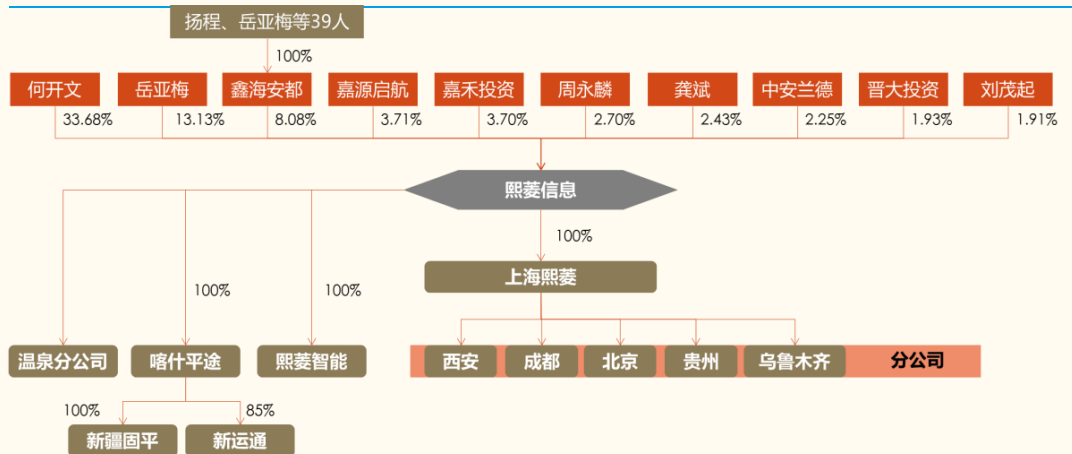 扬程、岳亚梅等39人
100%
何开文
岳亚梅
鑫海安都
嘉源启航
嘉禾投资
周永麟
龚斌
中安兰德
晋大投资
刘茂起
33.68%
13.13%
8.08%
3.71%
3.70%
2.70%
2.43%
2.25%
1.93%
1.91%
熙菱信息
100%
上海熙菱
100%
100%
温泉分公司
喀什平途
熙菱智能
西安
成都
北京
贵州
乌鲁木齐
分公司
100%
85%
新疆固平
新运通